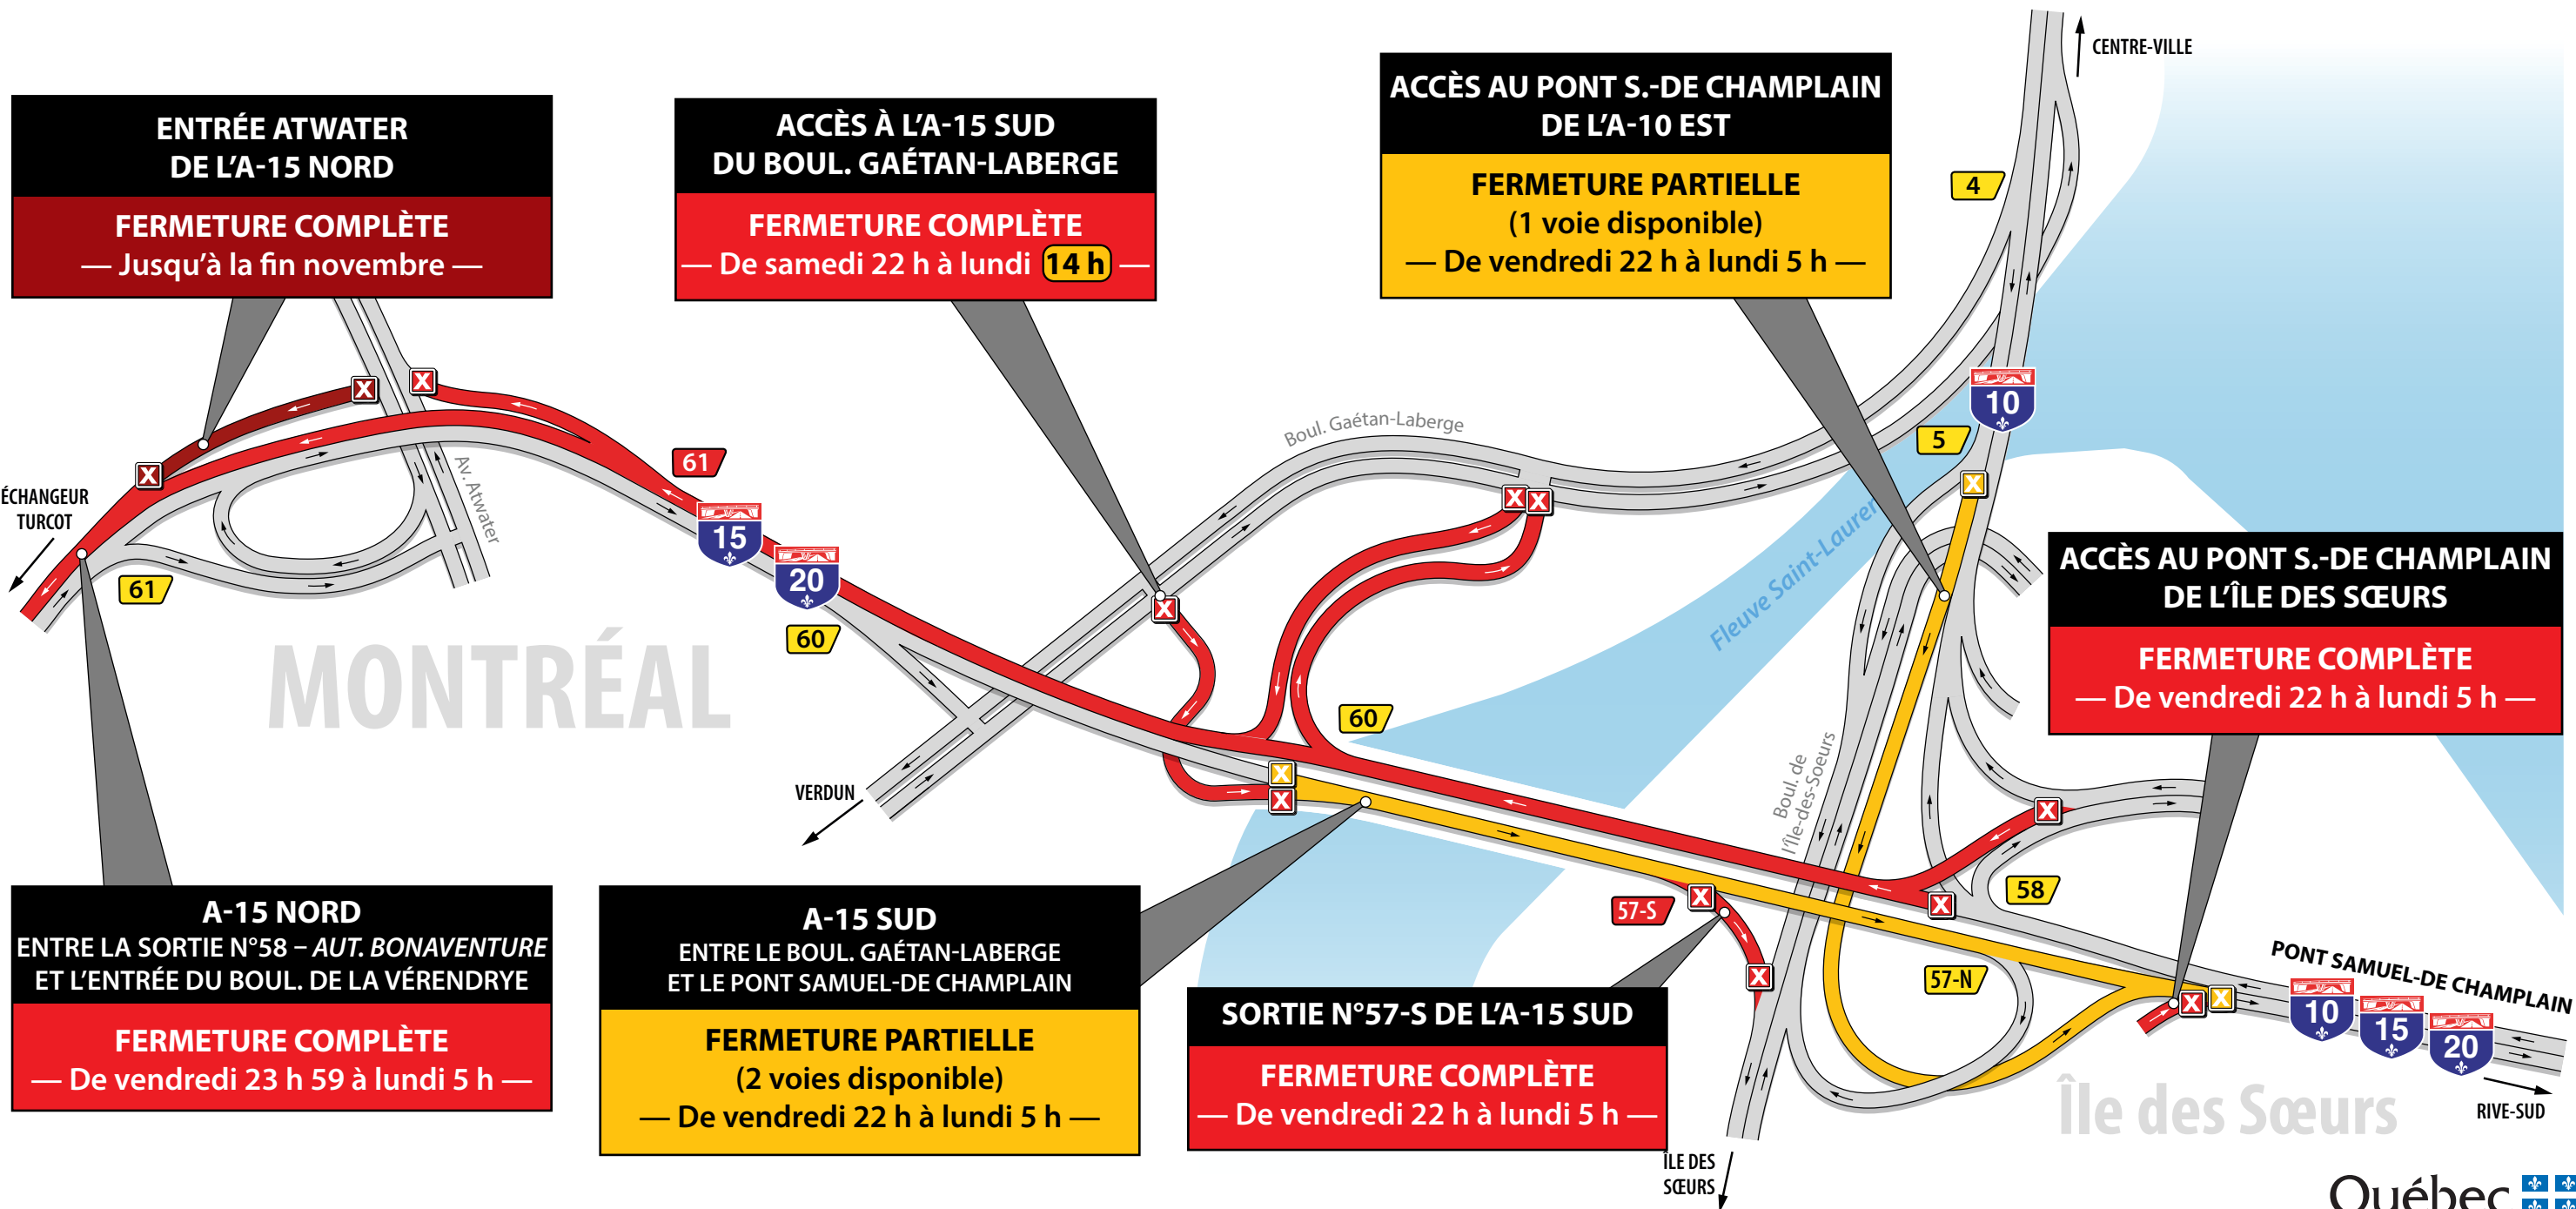 CENTRE-VILLE
ENTRÉE ATWATER
DE L'A-15 NORD
FERMETURE COMPLÈTE
— Jusqu'à la fin novembre —
ACCÈS À L'A-15 SUD
DU BOUL. GAÉTAN-LABERGE
FERMETURE COMPLÈTE
— De samedi 22 h à lundi 14 h —
ACCÈS AU PONT S.-DE CHAMPLAIN
DE L'A-10 EST
FERMETURE PARTIELLE
(1 voie disponible)
— De vendredi 22 h à lundi 5 h —
4
X
X
10
Boul. Gaétan-Laberge
5
X
61
Av. Atwater
X
X
X
X
ÉCHANGEUR
TURCOT
15
20
61
60
X
Fleuve Saint-Lauren
ACCÈS AU PONT S.-DE CHAMPLAIN
DE L'ÎLE DES SŒURS
FERMETURE COMPLÈTE
— De vendredi 22 h à lundi 5 h —
MONTRÉAL
60
Boul. de
l'Île-des-Soeurs
VERDUN
X
X
X
58
X
X
57-S
X
A-15 NORD
ENTRE LA SORTIE N°58 – AUT. BONAVENTURE
ET L'ENTRÉE DU BOUL. DE LA VÉRENDRYE
FERMETURE COMPLÈTE
— De vendredi 23 h 59 à lundi 5 h —
A-15 SUD
ENTRE LE BOUL. GAÉTAN-LABERGE
ET LE PONT SAMUEL-DE CHAMPLAIN
FERMETURE PARTIELLE
(2 voies disponible)
— De vendredi 22 h à lundi 5 h —
SORTIE N°57-S DE L'A-15 SUD
FERMETURE COMPLÈTE
— De vendredi 22 h à lundi 5 h —
57-N
X
X
PONT SAMUEL-DE CHAMPLAIN
10
15
20
Île des Sœurs
RIVE-SUD
ÎLE DES
SŒURS
Québec